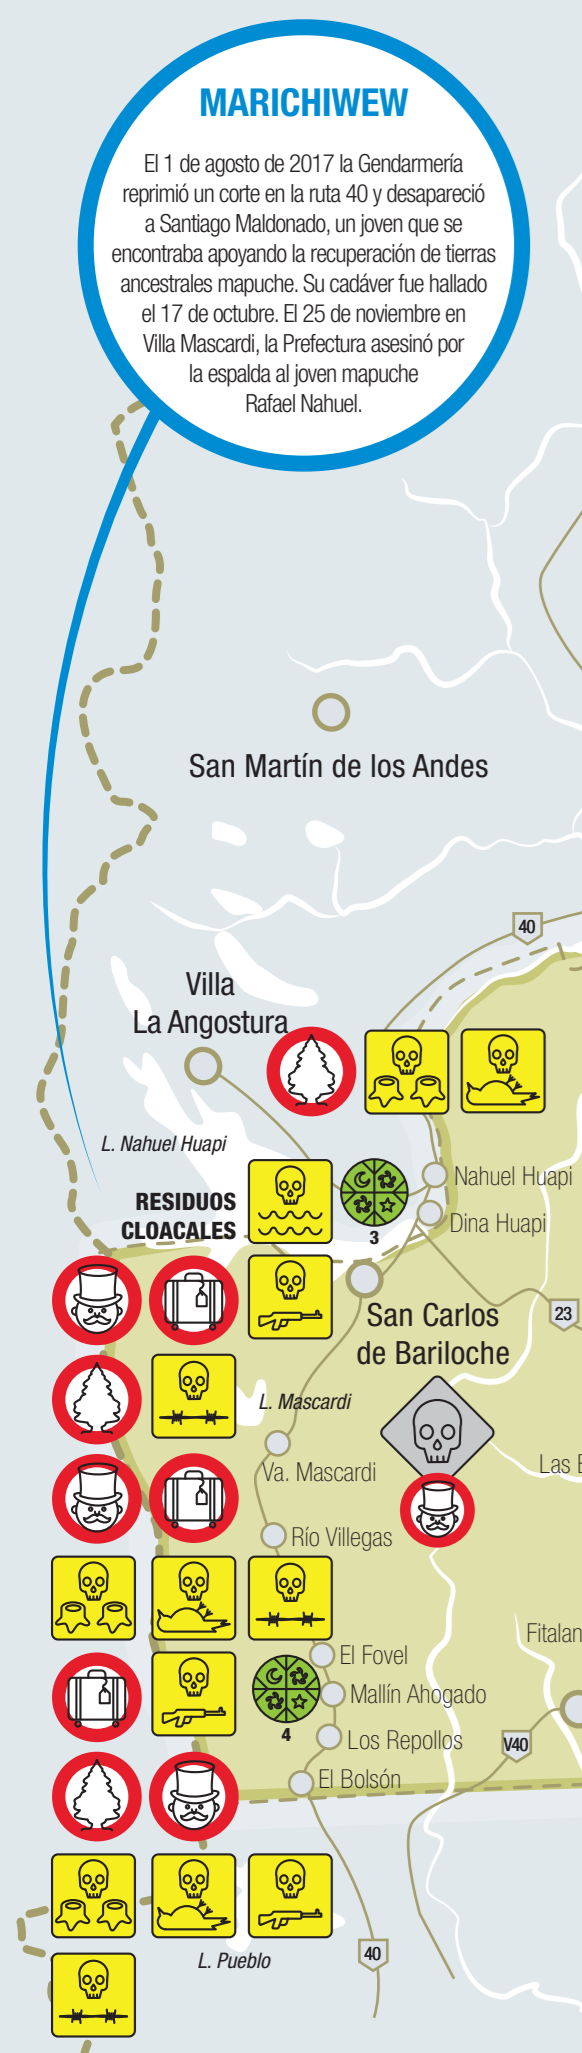 MARICHIWEW
El 1 de agosto de 2017 la Gendarmería
reprimió un corte en la ruta 40 y desapareció
a Santiago Maldonado, un joven que se
encontraba apoyando la recuperación de tierras
ancestrales mapuche. Su cadáver fue hallado
el 17 de octubre. El 25 de noviembre en
Villa Mascardi, la Prefectura asesinó por
la espalda al joven mapuche
Rafael Nahuel.
San Martín de los Andes
40
Villa
La Angostura
L. Nahuel Huapi
Nahuel Huapi
RESIDUOS
CLOACALES
3
Dina Huapi
San Carlos
de Bariloche
23
L. Mascardi
Va. Mascardi
Las
Río Villegas
Fitalan
El Fovel
Mallín Ahogado
4
Los Repollos
V40
El Bolsón
L. Pueblo
40